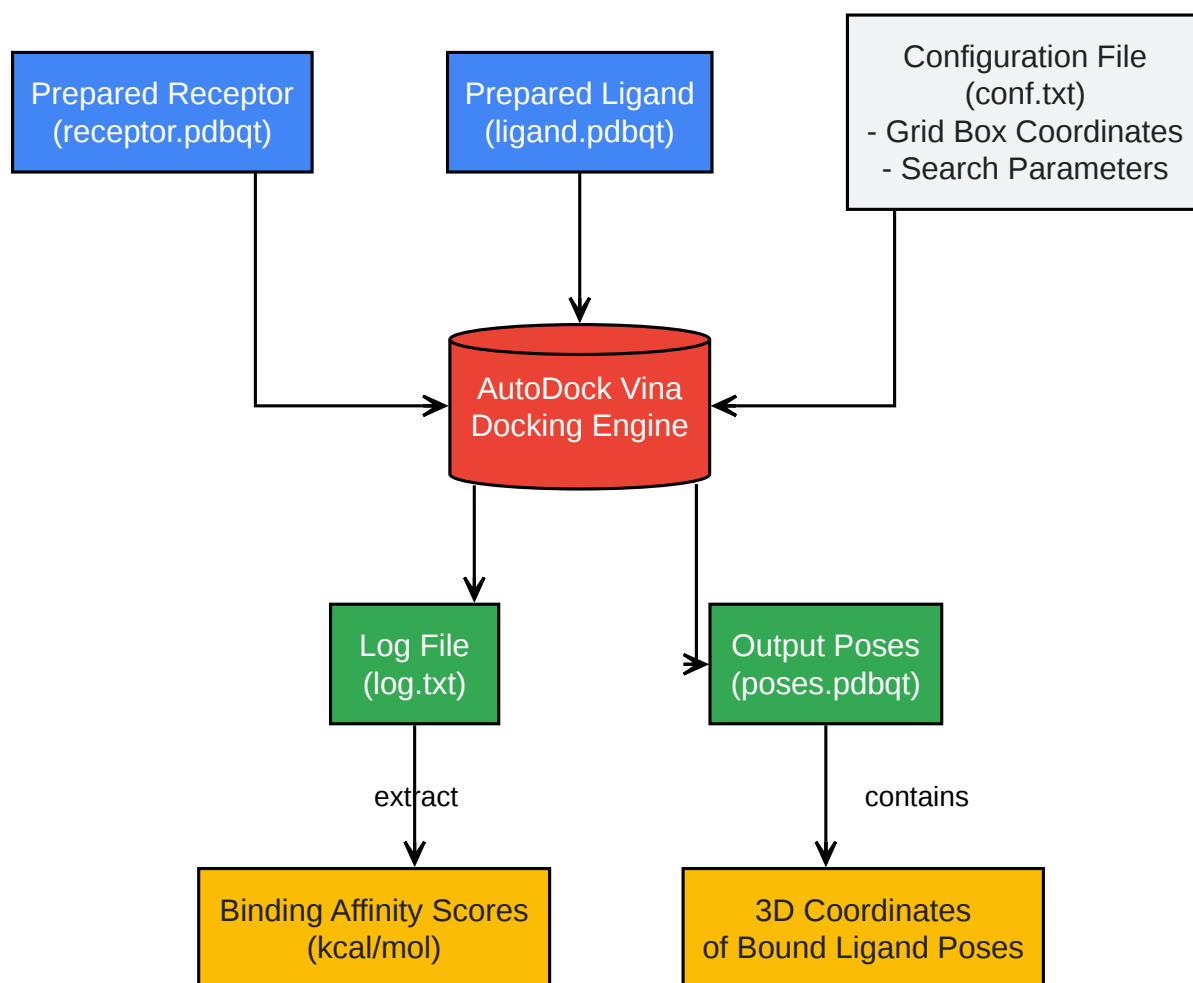 Prepared Receptor
(receptor.pdbqt)
Prepared Ligand
(ligand.pdbqt)
Configuration File
(conf.txt)
- Grid Box Coordinates
- Search Parameters
AutoDock Vina
Docking Engine
Log File
(log.txt)
Output Poses
(poses.pdbqt)
extract
contains
Binding Affinity Scores
(kcal/mol)
3D Coordinates
of Bound Ligand Poses